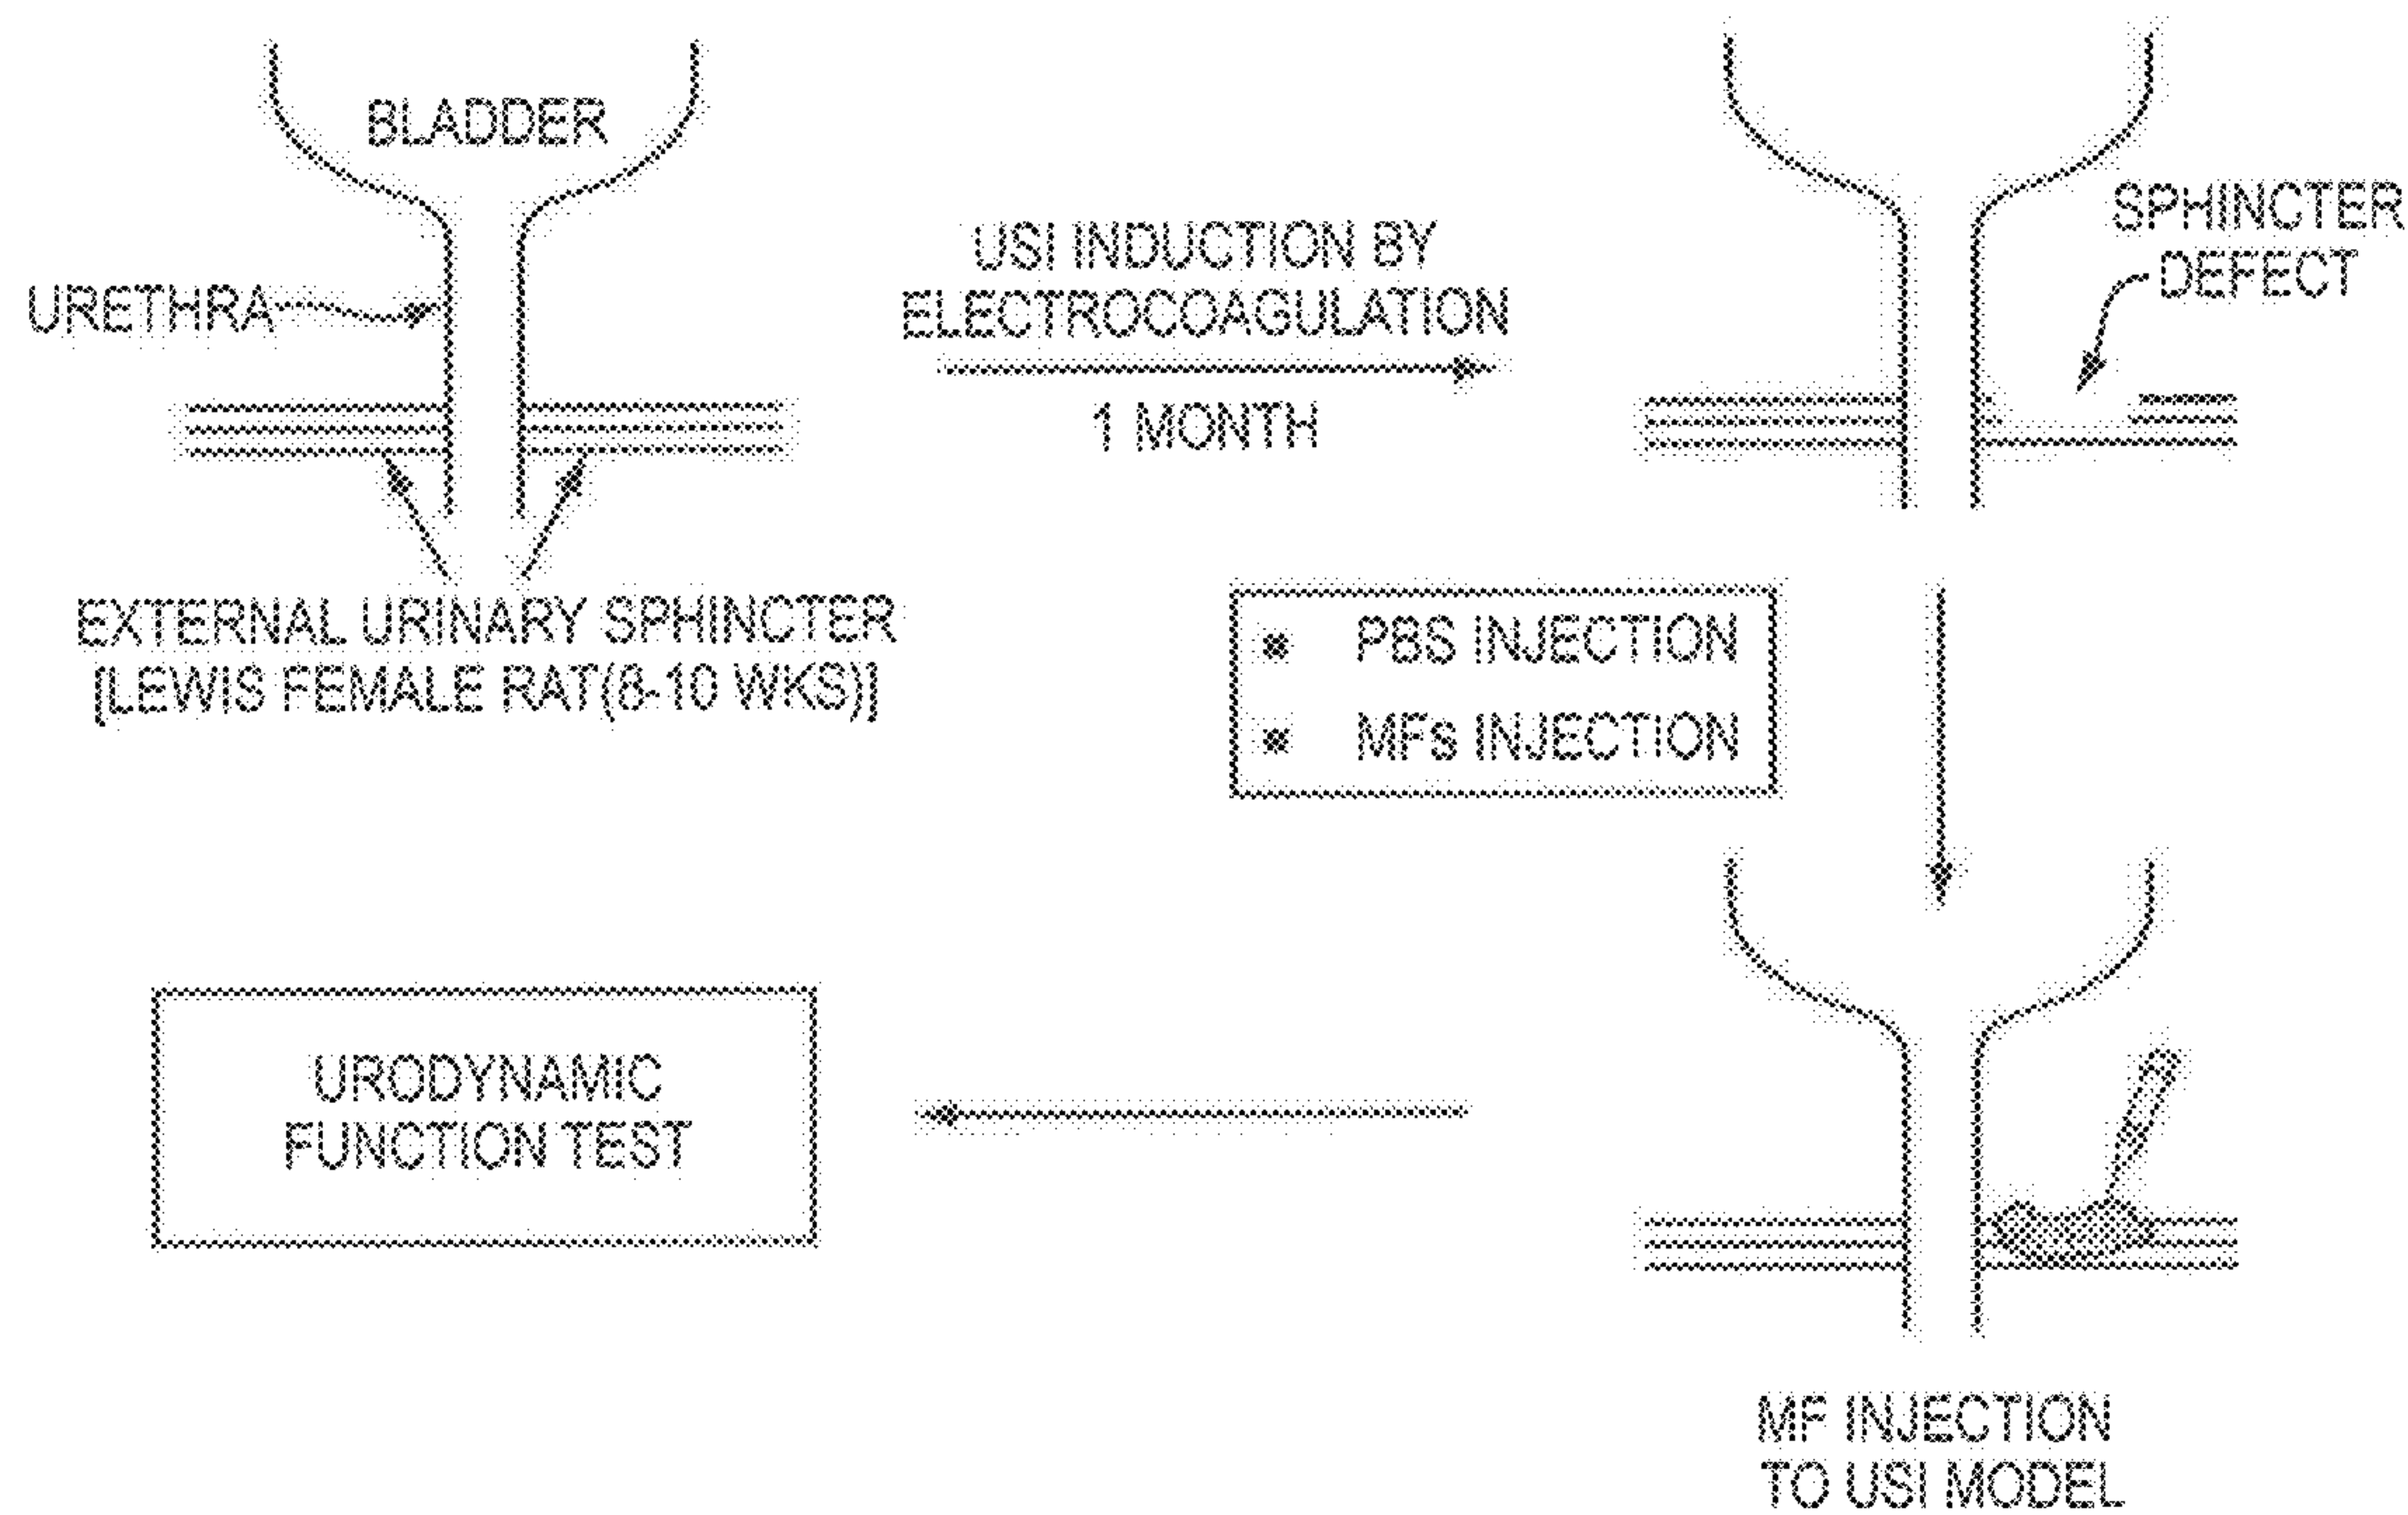 BLADDER
URETHRA
EXTERNAL URINARY SPHINCTER
[LEWIS FEMALE RAT(8-10 WKS)]
USI INDUCTION BY
ELECTROCOAGULATION
1 MONTH
SPHINCTER
DEFECT
▪ PBS INJECTION
▪ MFs INJECTION
MF INJECTION
TO USI MODEL
URODYNAMIC
FUNCTION TEST